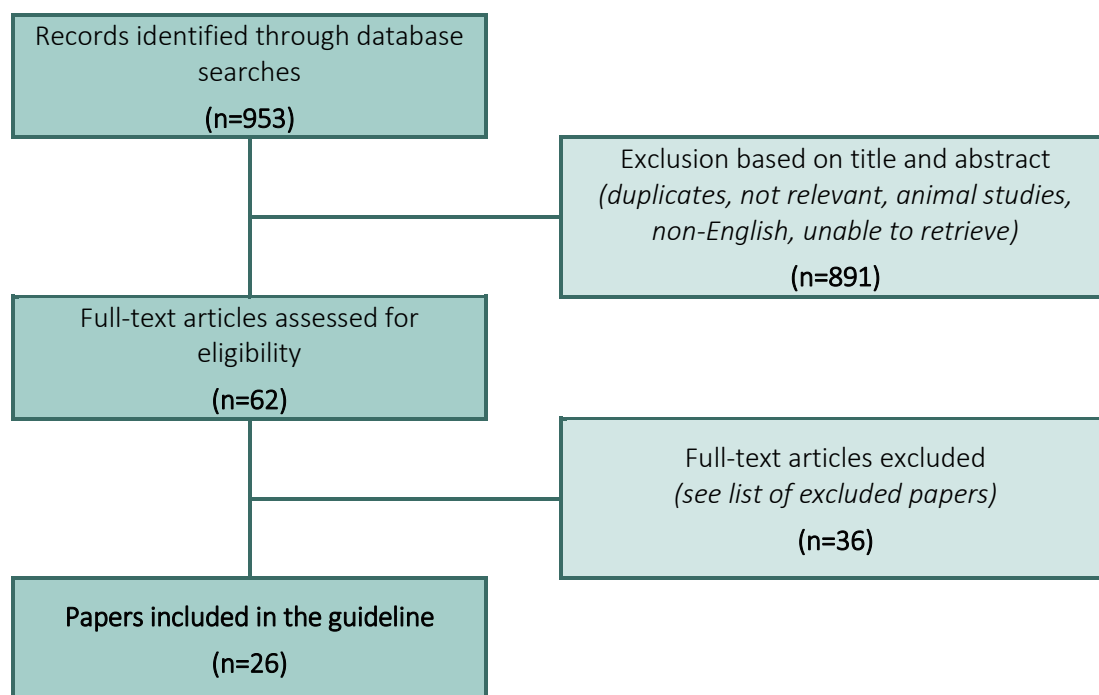 Records identified through database
searches
(n=953)
Exclusion based on title and abstract
(duplicates, not relevant, animal studies,
non-English, unable to retrieve)
(n=891)
Full-text articles assessed for
eligibility
(n=62)
Full-text articles excluded
(see list of excluded papers)
(n=36)
Papers included in the guideline
(n=26)